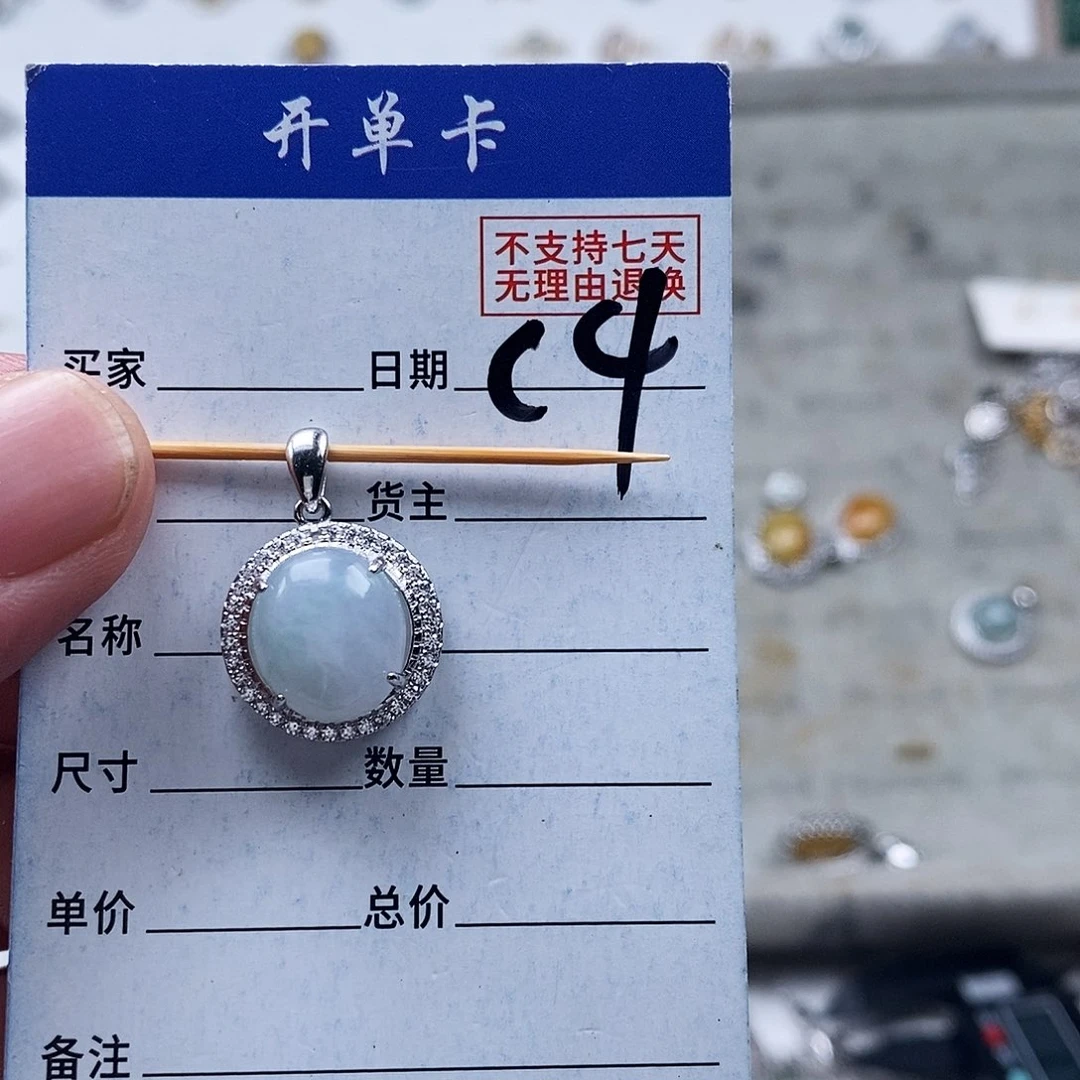 开单卡
不支持七天
无理由退换
买家 日期 C4
货主
名称
尺寸 数量
单价 总价
备注